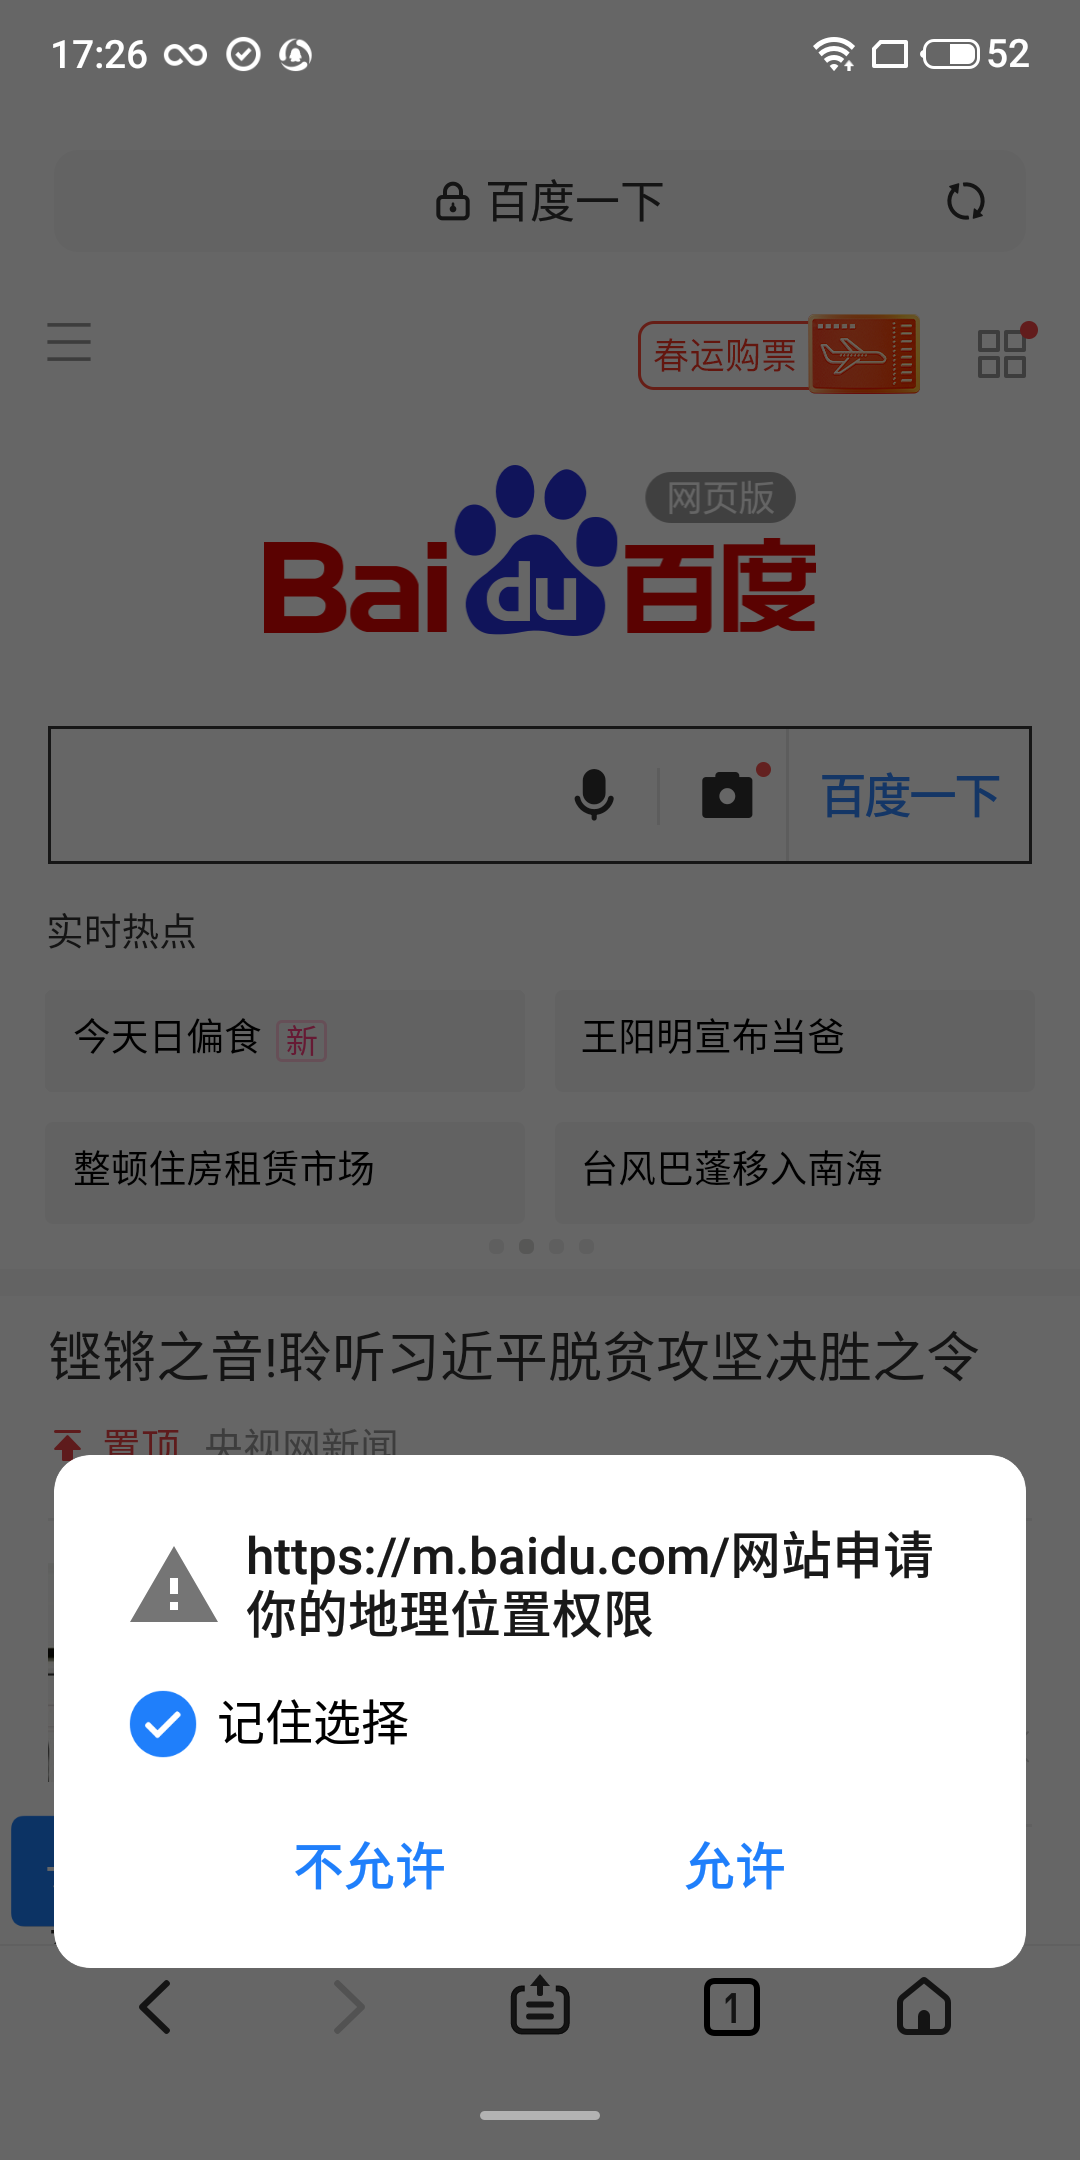 17:26
52
百度一下
春运购票
网页版
Bai du 百度
百度一下
实时热点
今天日偏食 新
王阳明宣布当爸
整顿住房租赁市场
台风巴蓬移入南海
铿锵之音!聆听习近平脱贫攻坚决胜之令
置顶 央视网新闻
https://m.baidu.com/网站申请
你的地理位置权限
记住选择
不允许
允许
1